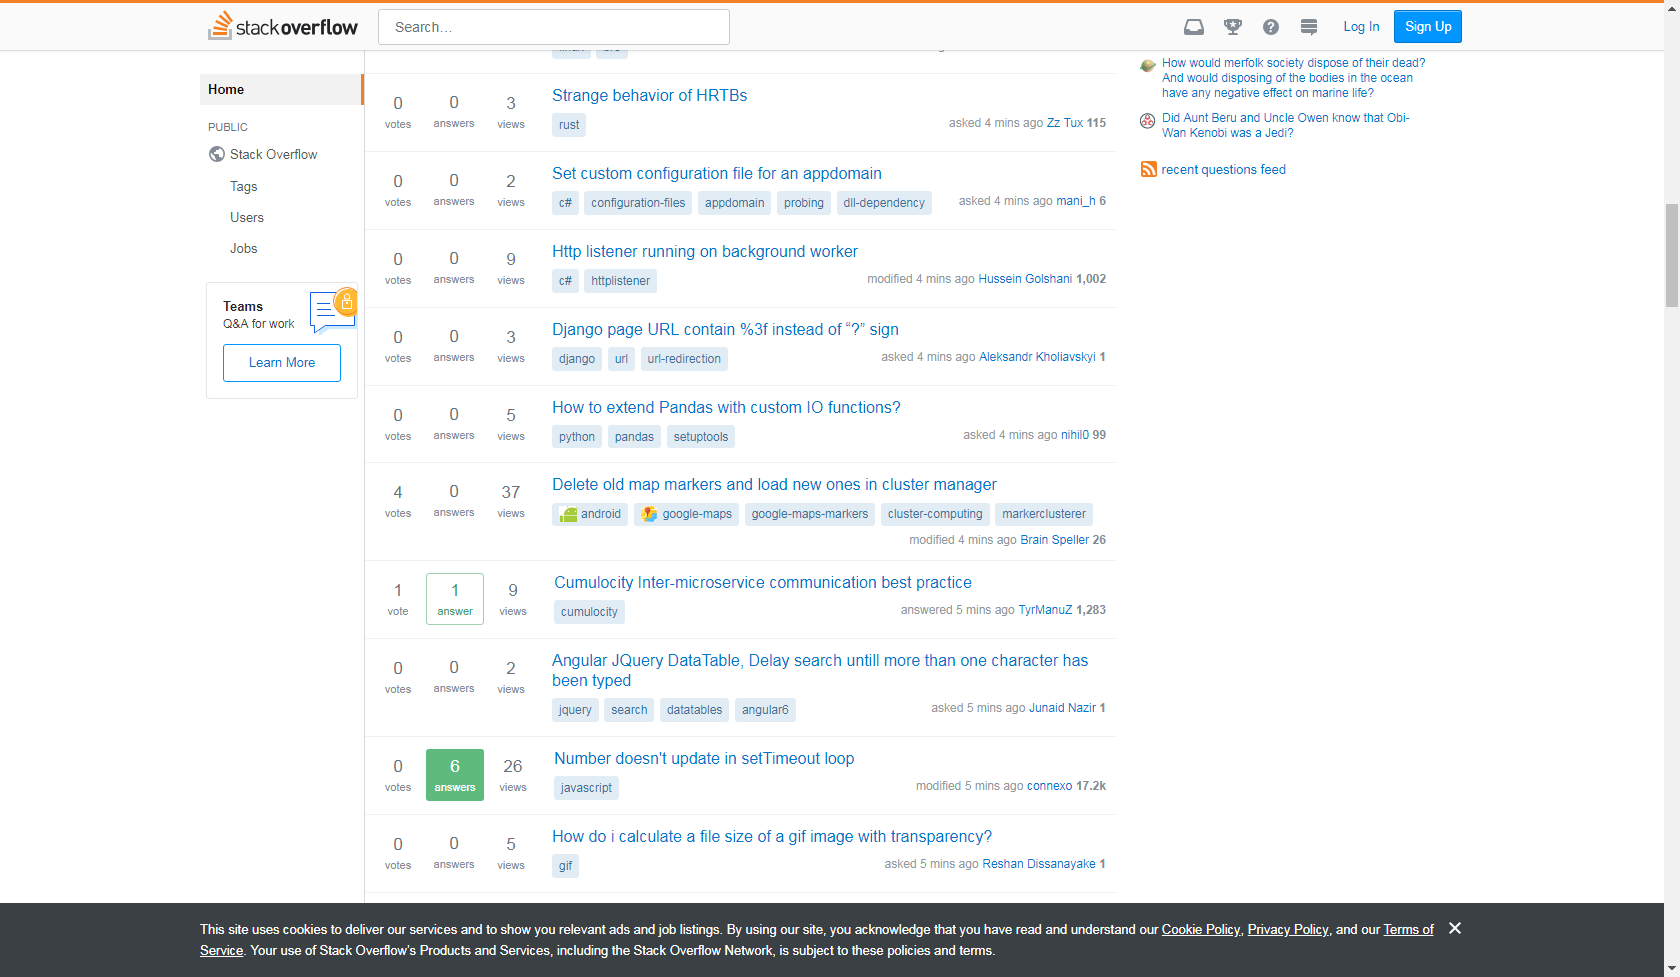 stackoverflow
Search…
Log In
Sign Up
Home
PUBLIC
Stack Overflow
Tags
Users
Jobs
Teams
Q&A for work
Learn More
0 votes 0 answers 3 views
Strange behavior of HRTBs
rust
asked 4 mins ago Zz Tux 115
0 votes 0 answers 2 views
Set custom configuration file for an appdomain
c# configuration-files appdomain probing dll-dependency
asked 4 mins ago mani_h 6
0 votes 0 answers 9 views
Http listener running on background worker
c# httplistener
modified 4 mins ago Hussein Golshani 1,002
0 votes 0 answers 3 views
Django page URL contain %3f instead of “?” sign
django url url-redirection
asked 4 mins ago Aleksandr Kholiavskyi 1
0 votes 0 answers 5 views
How to extend Pandas with custom IO functions?
python pandas setuptools
asked 4 mins ago nihil0 99
4 votes 0 answers 37 views
Delete old map markers and load new ones in cluster manager
android google-maps google-maps-markers cluster-computing markerclusterer
modified 4 mins ago Brain Speller 26
1 vote 1 answer 9 views
Cumulocity Inter-microservice communication best practice
cumulocity
answered 5 mins ago TyrManuZ 1,283
0 votes 0 answers 2 views
Angular JQuery DataTable, Delay search untill more than one character has
been typed
jquery search datatables angular6
asked 5 mins ago Junaid Nazir 1
0 votes 6 answers 26 views
Number doesn't update in setTimeout loop
javascript
modified 5 mins ago connexo 17.2k
0 votes 0 answers 5 views
How do i calculate a file size of a gif image with transparency?
gif
asked 5 mins ago Reshan Dissanayake 1
How would merfolk society dispose of their dead?
And would disposing of the bodies in the ocean
have any negative effect on marine life?
Did Aunt Beru and Uncle Owen know that Obi-
Wan Kenobi was a Jedi?
recent questions feed
This site uses cookies to deliver our services and to show you relevant ads and job listings. By using our site, you acknowledge that you have read and understand our Cookie Policy, Privacy Policy, and our Terms of
Service. Your use of Stack Overflow’s Products and Services, including the Stack Overflow Network, is subject to these policies and terms.